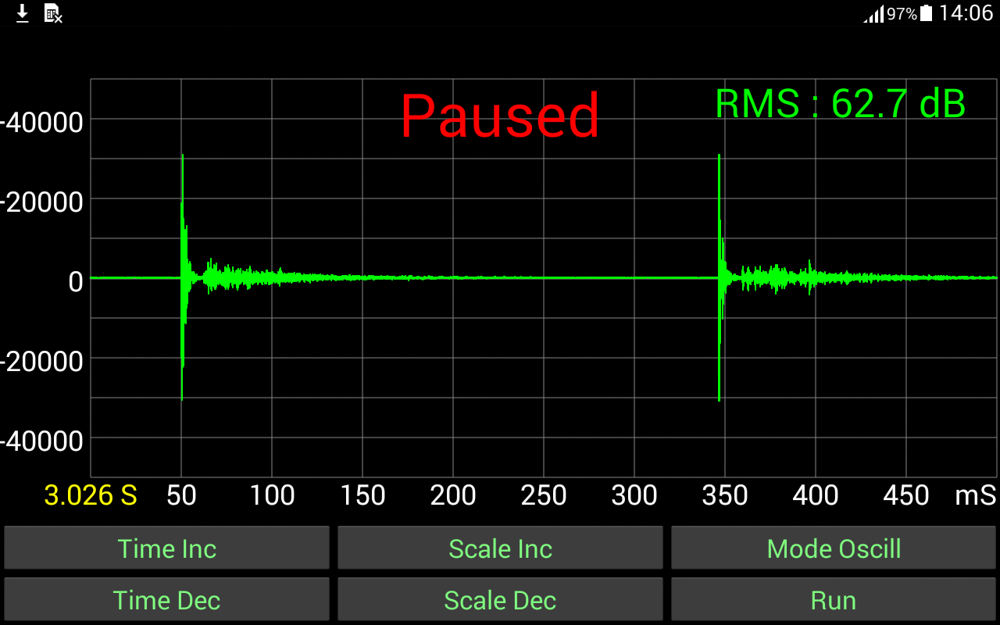 97% 14:06
Paused
RMS : 62.7 dB
-40000
-20000
0
-20000
-40000
3.026 S 50 100 150 200 250 300 350 400 450 mS
Time Inc Scale Inc Mode Oscill
Time Dec Scale Dec Run